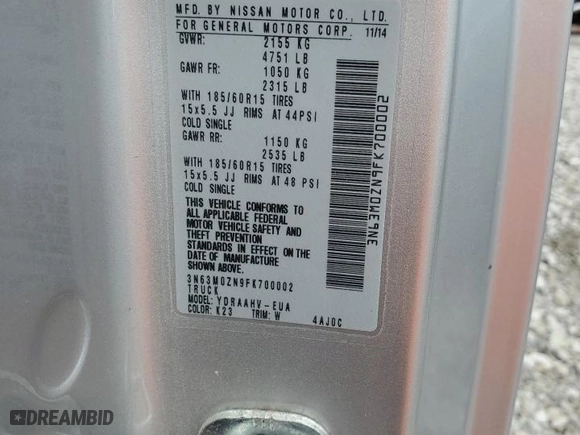 MFD. BY NISSAN MOTOR CO., LTD.
FOR GENERAL MOTORS CORP. 11/14
GVWR: 2155 KG
4751 LB
GAWR FR: 1050 KG
2315 LB
WITH 185/60R15 TIRES
15x5.5 JJ RIMS AT 44PSI
COLD SINGLE
GAWR RR: 1150 KG
2535 LB
WITH 185/60R15 TIRES
15x5.5 JJ RIMS AT 48 PSI
COLD SINGLE
THIS VEHICLE CONFORMS TO
ALL APPLICABLE FEDERAL
MOTOR VEHICLE SAFETY AND
THEFT PREVENTION
STANDARDS IN EFFECT ON THE
DATE OF MANUFACTURE
SHOWN ABOVE.
3N63M0ZN9FK700002
TRUCK
MODEL: YDRAAHV-EUA
COLOR: K23 TRIM: W 4AJ0C
3N63M0ZN9FK700002
DREAMBID